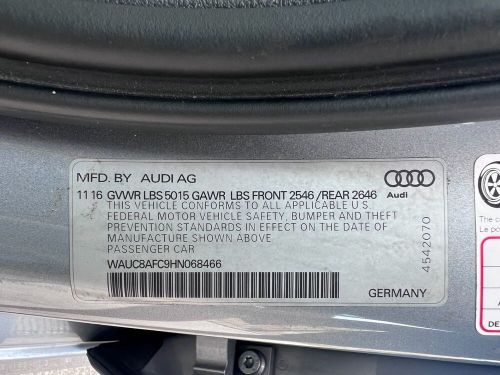 MFD. BY AUDI AG
11 16 GVWR LBS 5015 GAWR LBS FRONT 2546 /REAR 2646
THIS VEHICLE CONFORMS TO ALL APPLICABLE U.S.
FEDERAL MOTOR VEHICLE SAFETY, BUMPER AND THEFT
PREVENTION STANDARDS IN EFFECT ON THE DATE OF
MANUFACTURE SHOWN ABOVE
PASSENGER CAR
WAUC8AFC9HN068466
GERMANY
Audi
4542070
Le p
DE